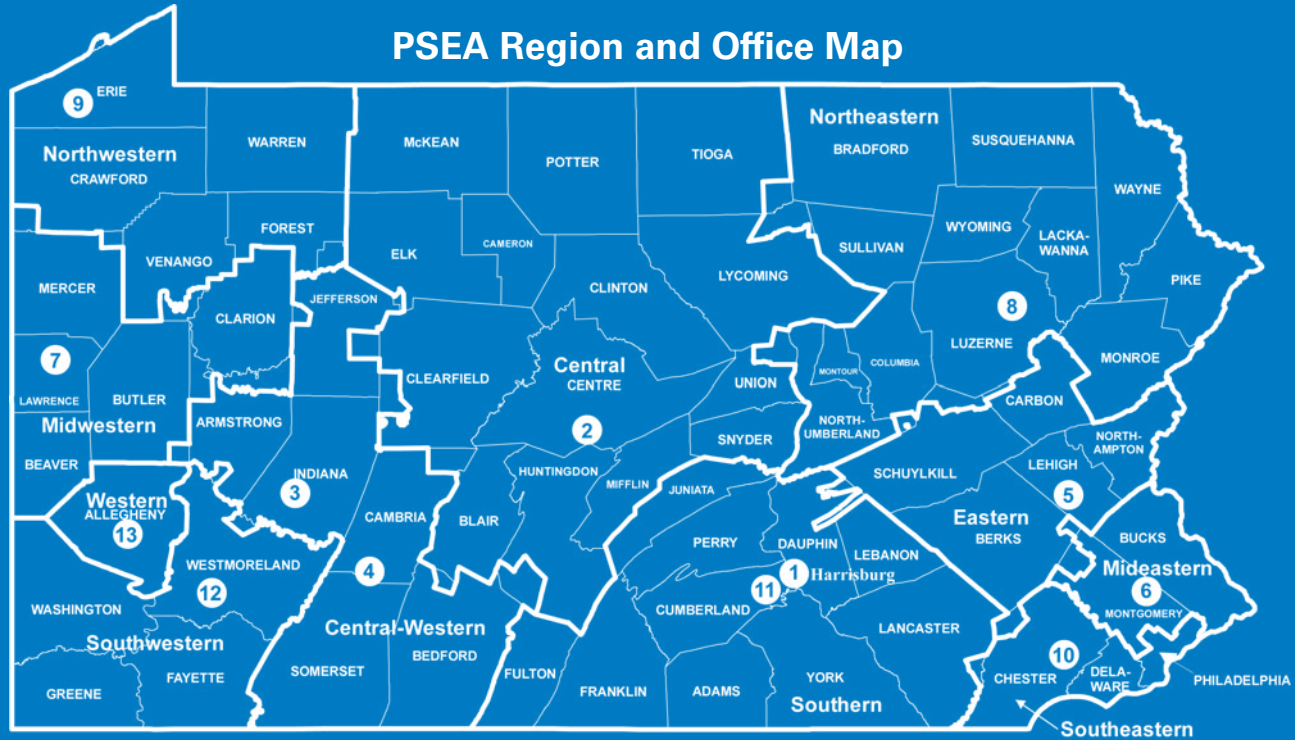 PSEA Region and Office Map
9
ERIE
Northwestern
CRAWFORD
WARREN
McKEAN
POTTER
TIOGA
Northeastern
BRADFORD
SUSQUEHANNA
WAYNE
FOREST
VENANGO
ELK
CAMERON
SULLIVAN
WYOMING
LACKA-
WANNA
MERCER
JEFFERSON
CLINTON
LYCOMING
PIKE
CLARION
8
LUZERNE
7
LAWRENCE
BUTLER
CLEARFIELD
Central
CENTRE
UNION
MONTOUR
COLUMBIA
MONROE
CARBON
Midwestern
ARMSTRONG
2
SNYDER
NORTH-
UMBERLAND
NORTH-
AMPTON
BEAVER
INDIANA
3
HUNTINGDON
MIFFLIN
JUNIATA
SCHUYLKILL
LEHIGH
5
Western
ALLEGHENY
13
CAMBRIA
BLAIR
PERRY
DAUPHIN
LEBANON
Eastern
BERKS
BUCKS
WESTMORELAND
12
4
11
1
Harrisburg
Mideastern
6
MONTGOMERY
WASHINGTON
CUMBERLAND
LANCASTER
Southwestern
Central-Western
BEDFORD
10
GREENE
FAYETTE
SOMERSET
FULTON
FRANKLIN
ADAMS
YORK
Southern
CHESTER
DELA-
WARE
PHILADELPHIA
Southeastern